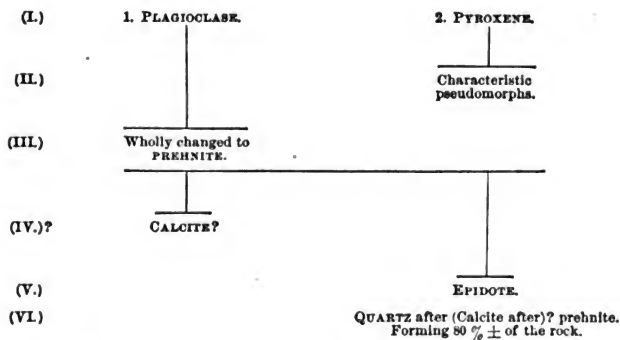 (I.) 1. PLAGIOCLASE. 2. PYROXENE.
(II.) Characteristic
pseudomorphs.
(III.) Wholly changed to
PREHNITE.
(IV.)? CALCITE?
(V.) EPIDOTE.
(VI.) QUARTZ after (Calcite after)? prehnite.
Forming 80 % ± of the rock.